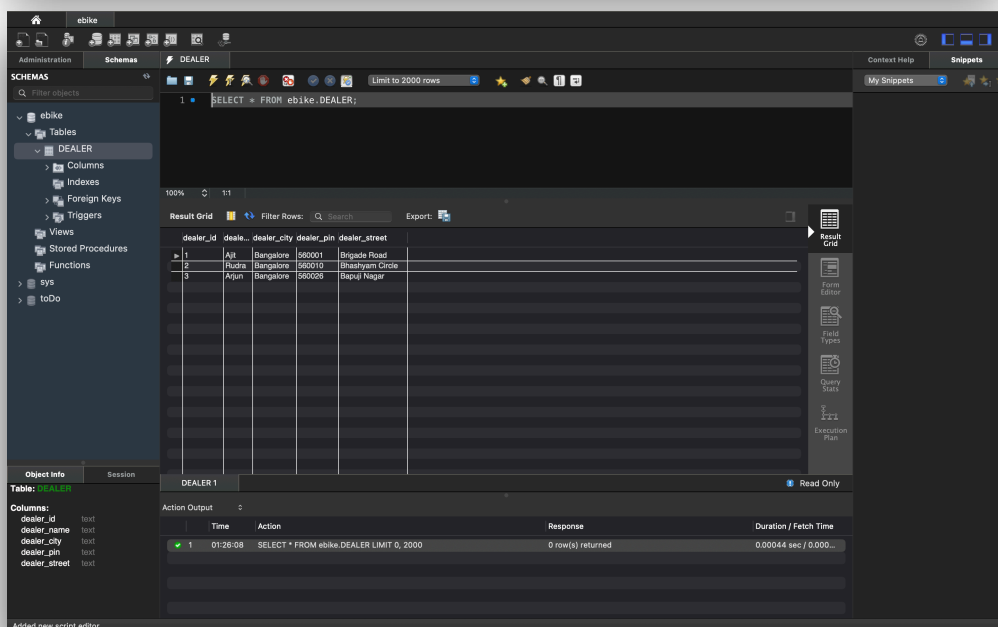 ebike
Administration Schemas DEALER Context Help Snippets
SCHEMAS
Limit to 2000 rows My Snippets
Filter objects
1 SELECT * FROM ebike.DEALER;
ebike
Tables
DEALER
Columns
Indexes
Foreign Keys
Triggers
Views
Stored Procedures
Functions
sys
toDo
100% 1:1
Result Grid Filter Rows: Search Export:
dealer_id deale... dealer_city dealer_pin dealer_street
1 Ajit Bangalore 560001 Brigade Road
2 Rudra Bangalore 560010 Bhashyam Circle
3 Arjun Bangalore 560026 Bapuji Nagar
Result
Grid
Form
Editor
Field
Types
Query
Stats
Execution
Plan
Object Info Session
DEALER 1 Read Only
Table: DEALER
Columns:
dealer_id text
dealer_name text
dealer_city text
dealer_pin text
dealer_street text
Action Output
Time Action Response Duration / Fetch Time
1 01:26:08 SELECT * FROM ebike.DEALER LIMIT 0, 2000 0 row(s) returned 0.00044 sec / 0.000...
Added new script editor